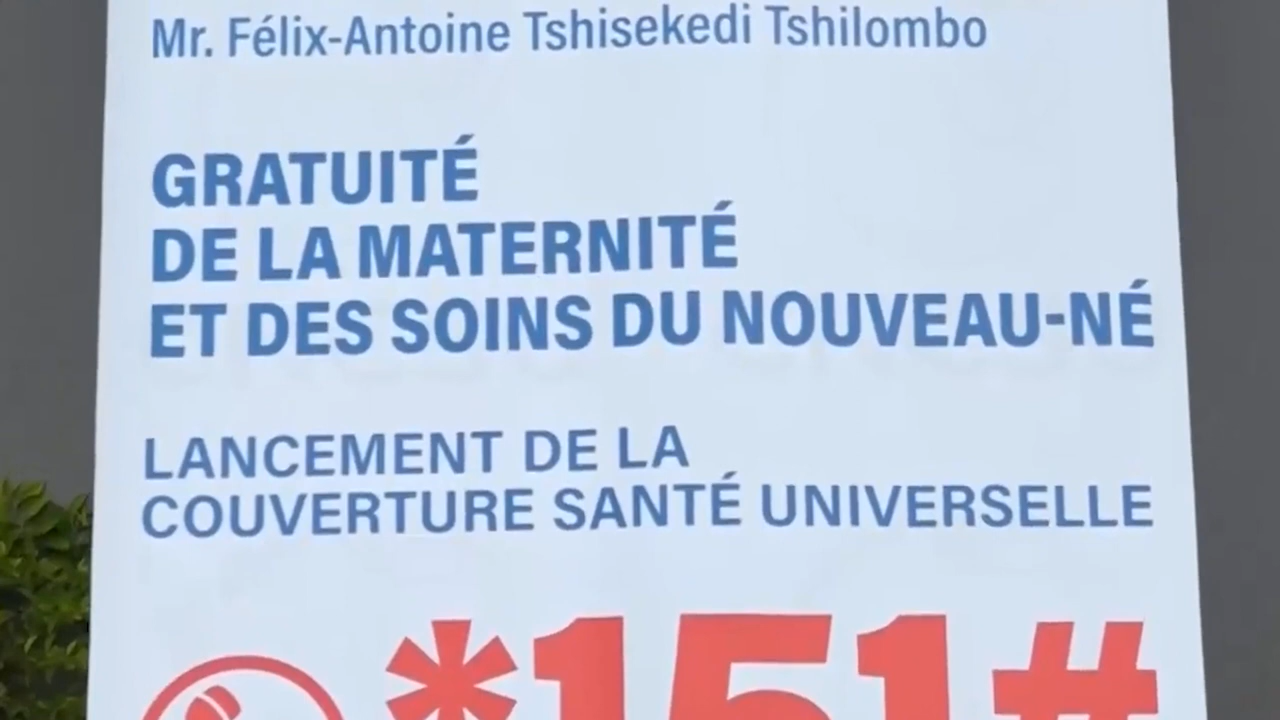 Mr. Félix-Antoine Tshisekedi Tshilombo
GRATUITÉ
DE LA MATERNITÉ
ET DES SOINS DU NOUVEAU-NÉ
LANCEMENT DE LA
COUVERTURE SANTÉ UNIVERSELLE
*151#